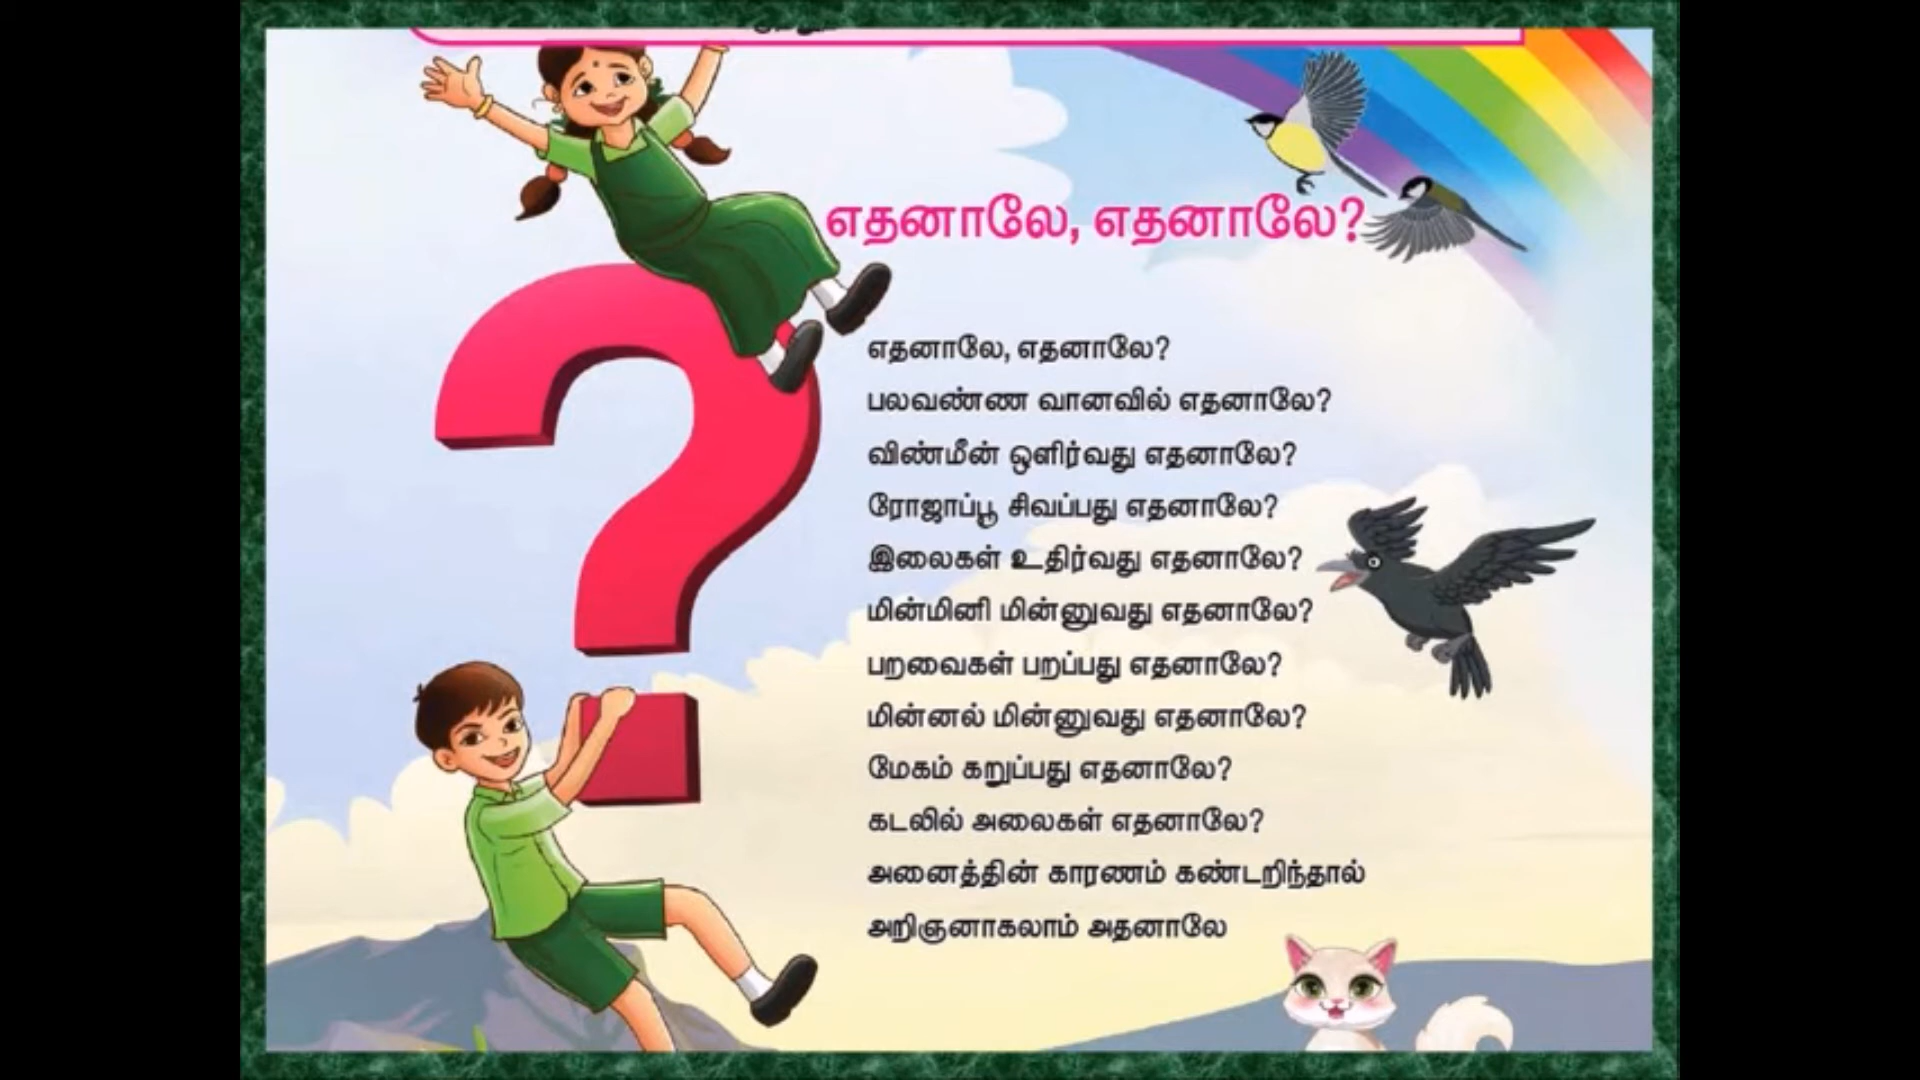 எதனாலே, எதனாலே?
எதனாலே, எதனாலே?
பலவண்ண வானவில் எதனாலே?
விண்மீன் ஒளிர்வது எதனாலே?
ரோஜாப்பூ சிவப்பது எதனாலே?
இலைகள் உதிர்வது எதனாலே?
மின்மினி மின்னுவது எதனாலே?
பறவைகள் பறப்பது எதனாலே?
மின்னல் மின்னுவது எதனாலே?
மேகம் கறுப்பது எதனாலே?
கடலில் அலைகள் எதனாலே?
அனைத்தின் காரணம் கண்டறிந்தால்
அறிஞனாகலாம் அதனாலே